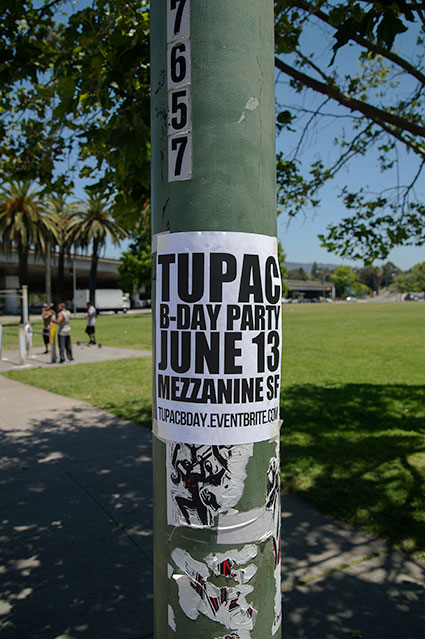 7
6
5
7
TUPAC
B-DAY PARTY
JUNE 13
MEZZANINE SF
TUPACBDAY.EVENTBRITE.COM